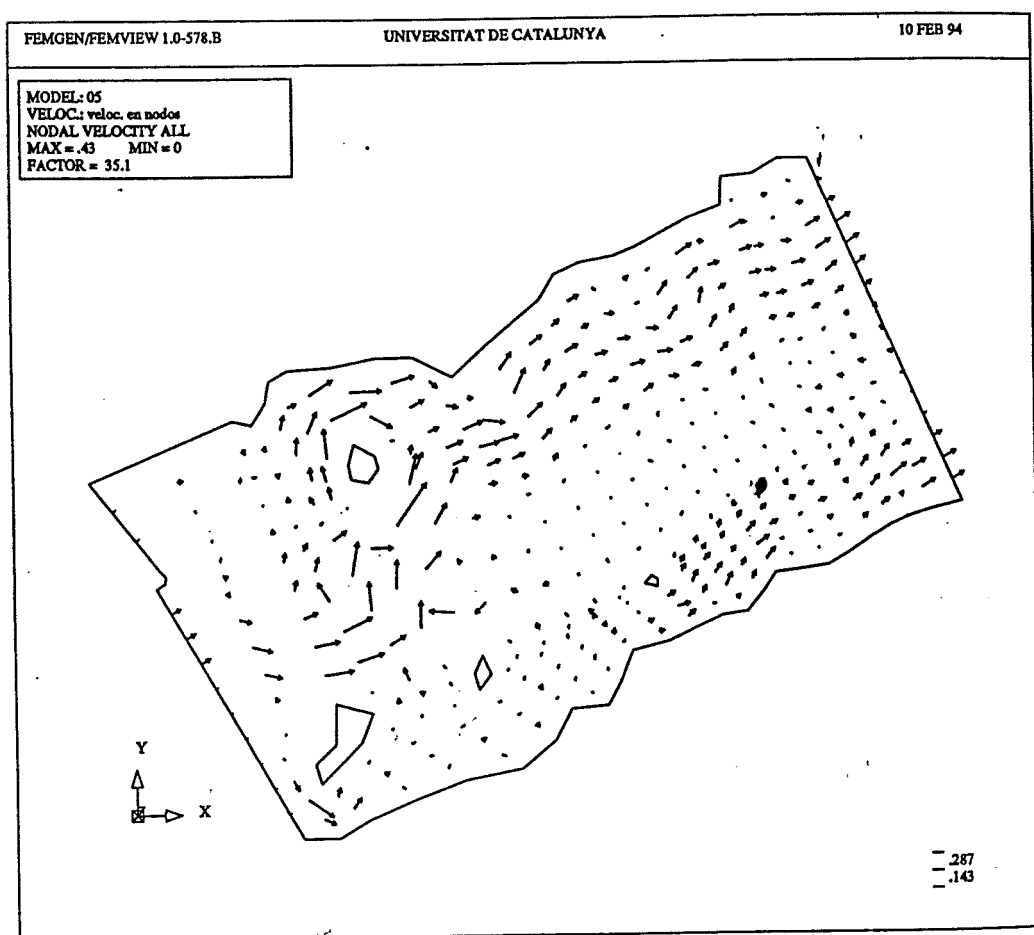 FEMGEN/FEMVIEW 1.0-578.B UNIVERSITAT DE CATALUNYA 10 FEB 94
MODEL: 05
VELOC.: veloc. en nodos
NODAL VELOCITY ALL
MAX = .43 MIN = 0
FACTOR = 35.1
Y
X
Z
.287
.143